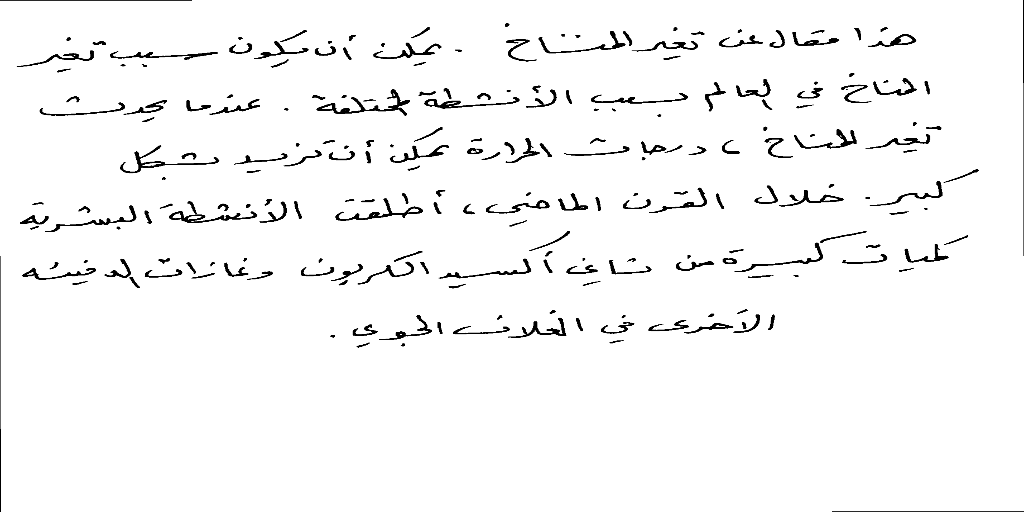 هذا مقال عن تغير المناخ . يمكن أن يكون سبب تغير
المناخ في العالم بسبب الأنشطة المختلفة . عندما يحدث
تغير المناخ ، درجات الحرارة يمكن أن تزيد بشكل
كبير . خلال القرن الماضي ، أطلقت الأنشطة البشرية
كميات كبيرة من ثاني أكسيد الكربون وغازات الدفيئة
الأخرى في الغلاف الجوي .